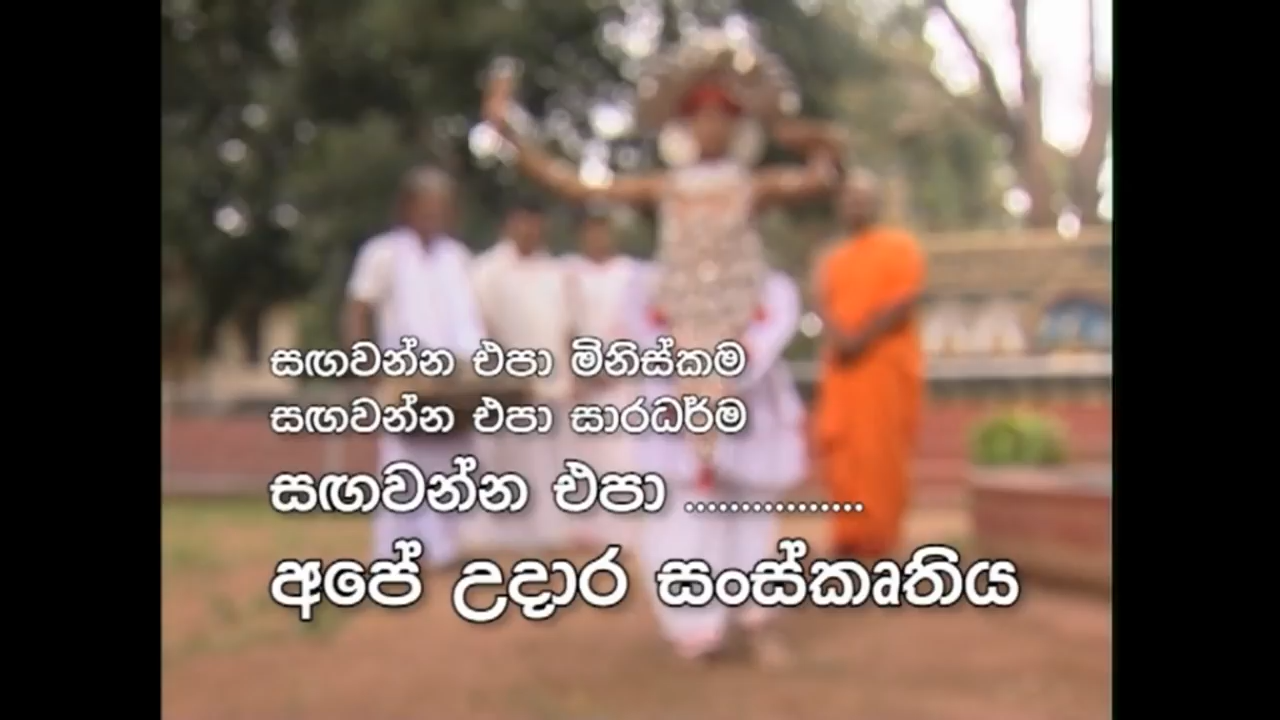 සඟවන්න එපා මිනිස්කම
සඟවන්න එපා සාරධර්ම
සඟවන්න එපා ................
අපේ උදාර සංස්කෘතිය